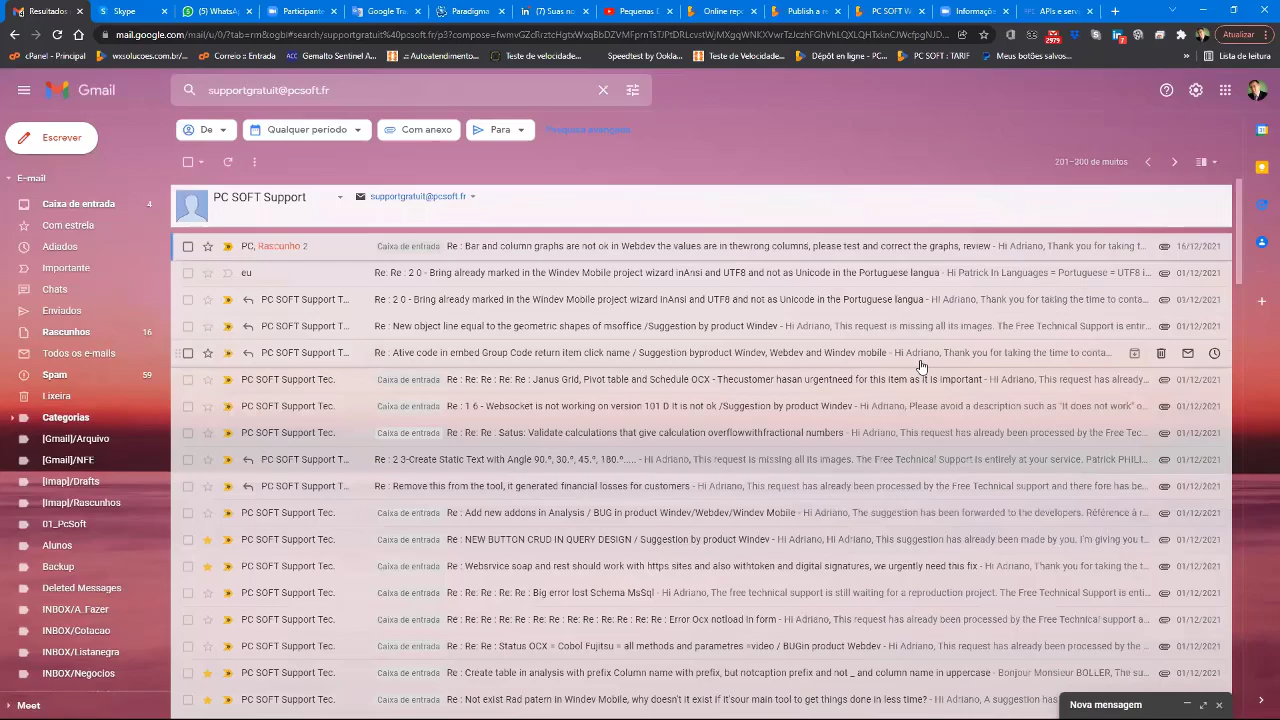 Resultados
Skype
(5) WhatsA
Participante
Google Tra
Paradigma
(7) Suas no
Pequenas E
Online repo
Publish a re
PC SOFT W
Informaçõe
APIs e serv
mail.google.com/mail/u/0/?tab=rm&ogbl#search/supportgratuit%40pcsoft.fr/p3?compose=
2979
Atualizar
cPanel - Principal
wxsolucoes.com.br/...
Correio :: Entrada
Gemalto Sentinel A...
::Autoatendimento...
Teste de velocidade...
Speedtest by Ookla...
Teste de Velocidad...
Dépôt en ligne - PC...
PC SOFT : TARIF
Meus botões salvos...
Lista de leitura
Gmail
supportgratuit@pcsoft.fr
Escrever
De
Qualquer período
Com anexo
Para
Pesquisa avançada
201–300 de muitos
E-mail
Caixa de entrada 4
Com estrela
Adiados
Importante
Chats
Enviados
Rascunhos 16
Todos os e-mails
Spam 59
Lixeira
Categorias
[Gmail]/Arquivo
[Gmail]/NFE
[Imap]/Drafts
[Imap]/Rascunhos
01_PcSoft
Alunos
Backup
Deleted Messages
INBOX/A_Fazer
INBOX/Cotacao
INBOX/Listanegra
INBOX/Negocios
Meet
PC SOFT Support
supportgratuit@pcsoft.fr
PC, Rascunho 2 Caixa de entrada Re : Bar and column graphs are not ok in Webdev the values are in thewrong columns, please test and correct the graphs, review - Hi Adriano, Thank you for taking t... 16/12/2021
eu Re: Re : 2 0 - Bring already marked in the Windev Mobile project wizard inAnsi and UTF8 and not as Unicode in the Portuguese langua - Hi Patrick In Languages = Portuguese = UTF8 i... 01/12/2021
PC SOFT Support T... Re : 2 0 - Bring already marked in the Windev Mobile project wizard inAnsi and UTF8 and not as Unicode in the Portuguese langua - Hi Adriano, Thank you for taking the time to conta... 01/12/2021
PC SOFT Support T... Re : New object line equal to the geometric shapes of msoffice /Suggestion by product Windev - Hi Adriano, This request is missing all its images. The Free Technical Support is entir... 01/12/2021
PC SOFT Support T... Re : Ative code in embed Group Code return item click name / Suggestion byproduct Windev, Webdev and Windev mobile - Hi Adriano, Thank you for taking the time to conta...
PC SOFT Support Tec. Caixa de entrada Re : Re : Re : Re : Re : Janus Grid, Pivot table and Schedule OCX - Thecustomer hasan urgentneed for this item as it is important - Hi Adriano, This request has already... 01/12/2021
PC SOFT Support Tec. Caixa de entrada Re : 1 6 - Websocket is not working on version 101 D It is not ok /Suggestion by product Windev - Hi Adriano, Please avoid a description such as "It does not work" o... 01/12/2021
PC SOFT Support Tec. Caixa de entrada Re : Re : Re : Satus: Validate calculations that give calculation overflowwithfractional numbers - Hi Adriano, This request has already been processed by the Free Tec... 01/12/2021
PC SOFT Support T... Re : 2 3-Create Static Text with Angle 90.º, 30.º, 45.º, 180.º..... - Hi Adriano, This request is missing all its images. The Free Technical Support is entirely at your service. Patrick PHILI... 01/12/2021
PC SOFT Support T... Re : Remove this from the tool, it generated financial losses for customers - Hi Adriano, This request has already been processed by the Free Technical support and there fore has be... 01/12/2021
PC SOFT Support Tec. Caixa de entrada Re : Add new addons in Analysis / BUG in product Windev/Webdev/Windev Mobile - Hi Adriano, The suggestion has been forwarded to the developers. Référence à r... 01/12/2021
PC SOFT Support Tec. Caixa de entrada Re : NEW BUTTON CRUD IN QUERY DESIGN / Suggestion by product Windev - Hi Adriano, Hi Adriano, This suggestion has already been made by you. I'm giving you t... 01/12/2021
PC SOFT Support Tec. Caixa de entrada Re : Websrvice soap and rest should work with https sites and also withtoken and digital signatures, we urgently need this fix - Hi Adriano, Thank you for taking the t... 01/12/2021
PC SOFT Support Tec. Caixa de entrada Re : Re : Re : Big error lost Schema MsSql - Hi Adriano, The free technical support is still waiting for a reproduction project. The Free Technical Support is enti... 01/12/2021
PC SOFT Support Tec. Caixa de entrada Re : Re : Re : Re : Re : Re : Re : Re : Re : Error Ocx notload In form - Hi Adriano, This request has already been processed by the Free Technical support a... 01/12/2021
PC SOFT Support Tec. Caixa de entrada Re : Re : Status OCX = Cobol Fujitsu = all methods and parametres =video / BUGin product Webdev - Hi Adriano, This request has already been processed by the Fre... 01/12/2021
PC SOFT Support Tec. Caixa de entrada Re : Create table in analysis with prefix Column name with prefix, but notcaption prefix and not _ and column name in uppercase - Bonjour Monsieur BOLLER, The su... 01/12/2021
PC SOFT Support Tec. Caixa de entrada Re : Not exist Rad patern in Windev Mobile, why doesn't it exist if it'sour main tool to get things done in less time? - Hi Adriano, A suggestion has 01/12/2021
Nova mensagem